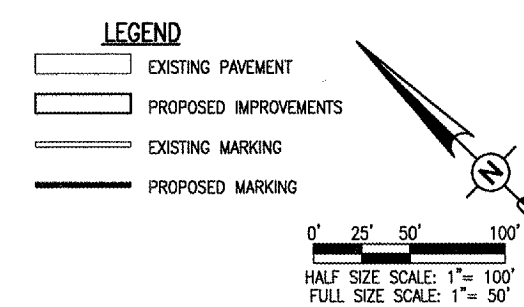 LEGEND
EXISTING PAVEMENT
PROPOSED IMPROVEMENTS
EXISTING MARKING
PROPOSED MARKING
N
0' 25' 50' 100'
HALF SIZE SCALE: 1"= 100'
FULL SIZE SCALE: 1"= 50'